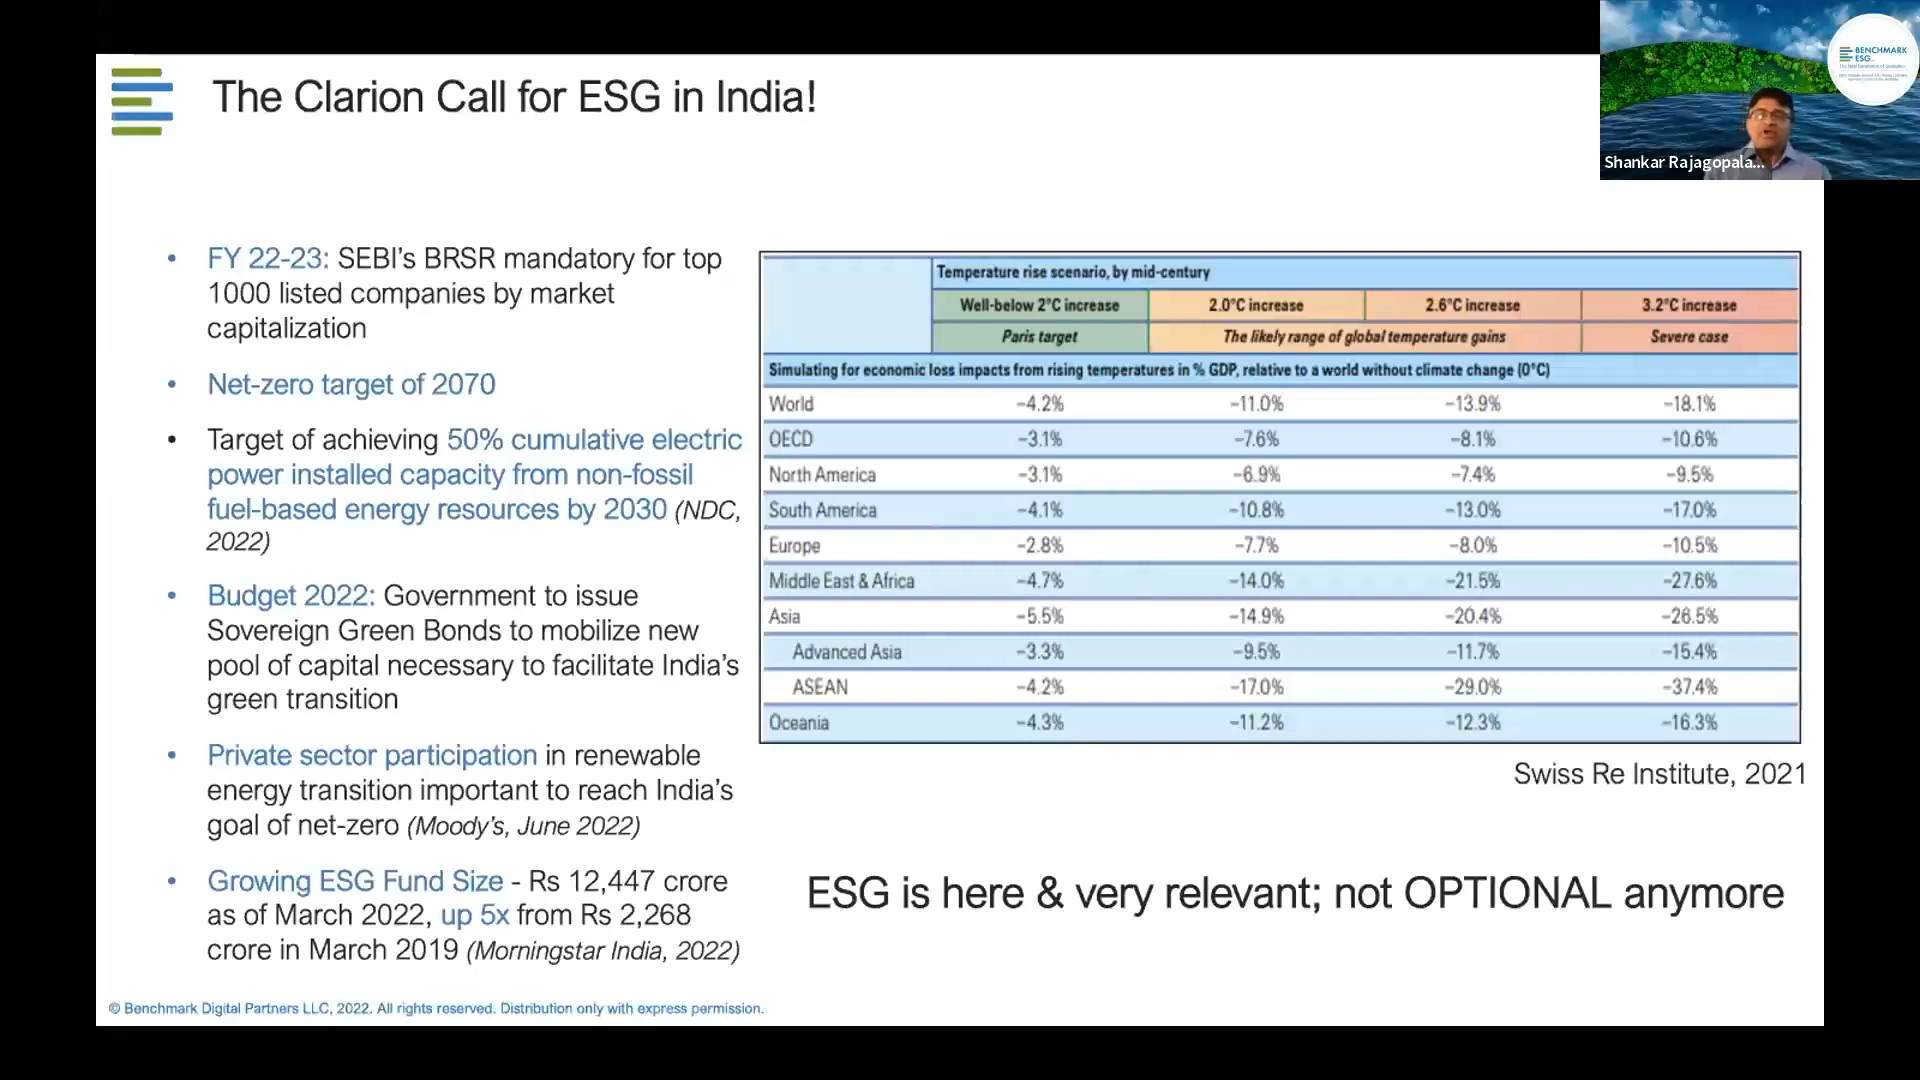 The Clarion Call for ESG in India!
BENCHMARK
ESG
Shankar Rajagopala...
• FY 22-23: SEBI's BRSR mandatory for top
1000 listed companies by market
capitalization
• Net-zero target of 2070
• Target of achieving 50% cumulative electric
power installed capacity from non-fossil
fuel-based energy resources by 2030 (NDC,
2022)
• Budget 2022: Government to issue
Sovereign Green Bonds to mobilize new
pool of capital necessary to facilitate India's
green transition
• Private sector participation in renewable
energy transition important to reach India's
goal of net-zero (Moody's, June 2022)
• Growing ESG Fund Size - Rs 12,447 crore
as of March 2022, up 5x from Rs 2,268
crore in March 2019 (Morningstar India, 2022)
Temperature rise scenario, by mid-century
Well-below 2°C increase 2.0°C increase 2.6°C increase 3.2°C increase
Paris target The likely range of global temperature gains Severe case
Simulating for economic loss impacts from rising temperatures in % GDP, relative to a world without climate change (0°C)
World -4.2% -11.0% -13.9% -18.1%
OECD -3.1% -7.6% -8.1% -10.6%
North America -3.1% -6.9% -7.4% -9.5%
South America -4.1% -10.8% -13.0% -17.0%
Europe -2.8% -7.7% -8.0% -10.5%
Middle East & Africa -4.7% -14.0% -21.5% -27.6%
Asia -5.5% -14.9% -20.4% -26.5%
Advanced Asia -3.3% -9.5% -11.7% -15.4%
ASEAN -4.2% -17.0% -29.0% -37.4%
Oceania -4.3% -11.2% -12.3% -16.3%
Swiss Re Institute, 2021
ESG is here & very relevant; not OPTIONAL anymore
© Benchmark Digital Partners LLC, 2022. All rights reserved. Distribution only with express permission.